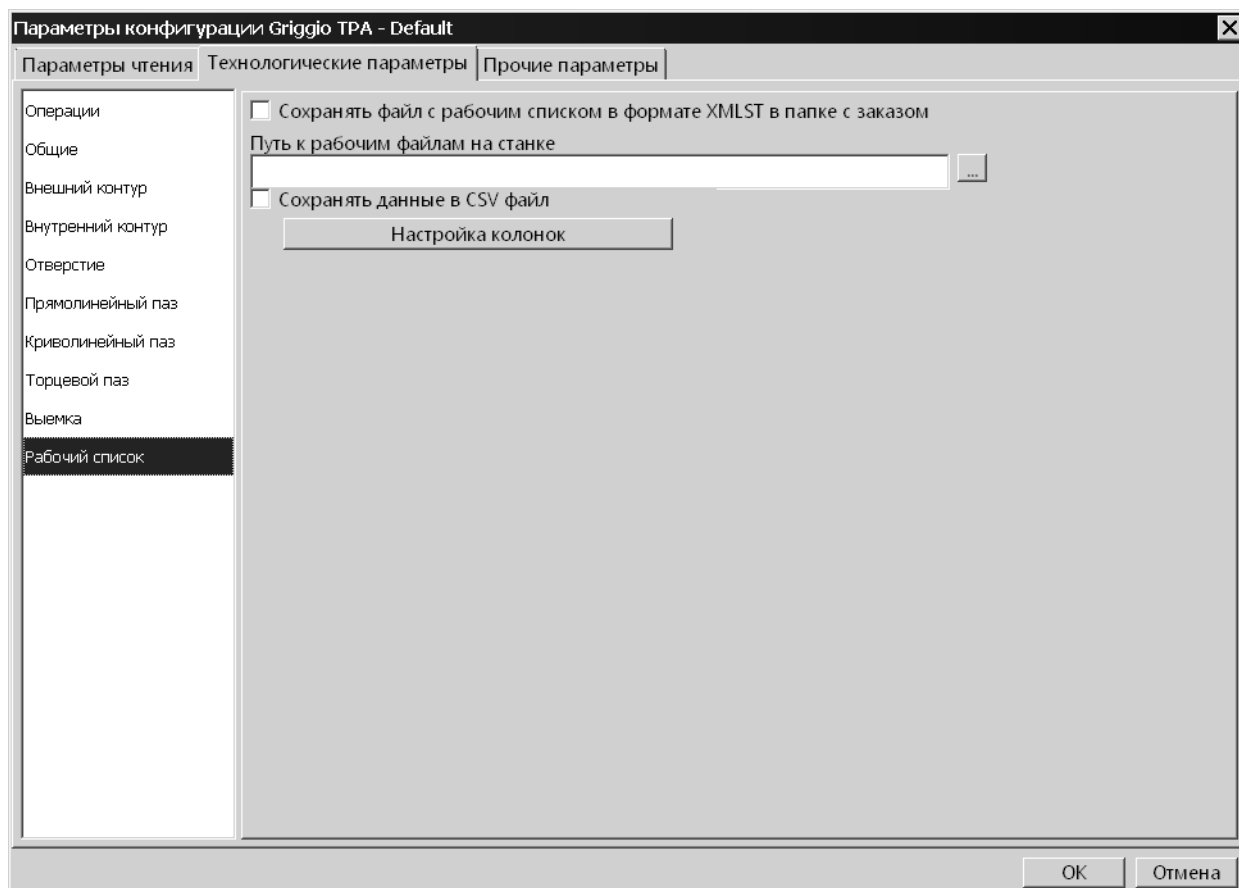 Параметры конфигурации Griggio TPA - Default
Параметры чтения Технологические параметры Прочие параметры
Операции
Общие
Внешний контур
Внутренний контур
Отверстие
Прямолинейный паз
Криволинейный паз
Торцевой паз
Выемка
Рабочий список
Сохранять файл с рабочим списком в формате XMLST в папке с заказом
Путь к рабочим файлам на станке
...
Сохранять данные в CSV файл
Настройка колонок
OK Отмена